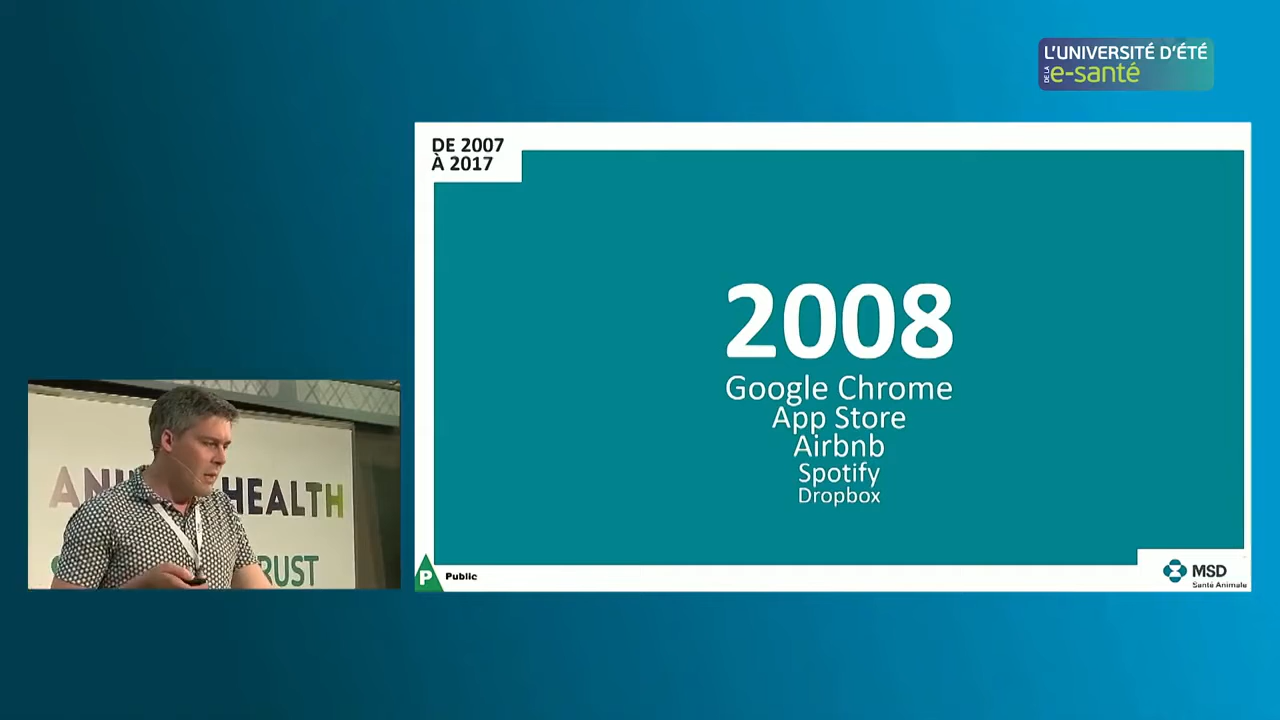 L'UNIVERSITÉ D'ÉTÉ
DE LA e-santé
DE 2007
À 2017
2008
Google Chrome
App Store
Airbnb
Spotify
Dropbox
HEALTH
RUST
P Public
MSD
Santé Animale